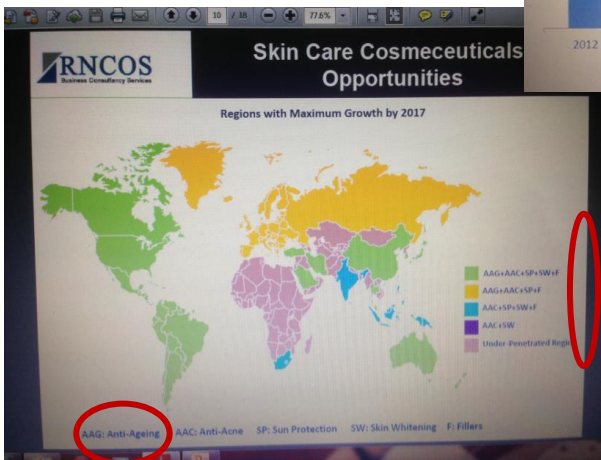 10 / 18
77.6%
RNCOS
Business Consultancy Services
Skin Care Cosmeceuticals
Opportunities
2012
Regions with Maximum Growth by 2017
AAG+AAC+SP+SW+F
AAG+AAC+SP+F
AAC+SP+SW+F
AAC+SW
Under-Penetrated
AAG: Anti-Ageing AAC: Anti-Acne SP: Sun Protection SW: Skin Whitening F: Fillers